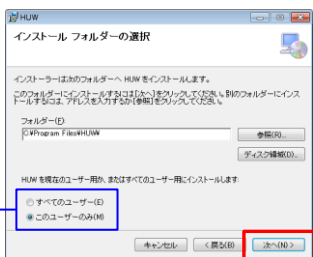 HUW
インストール フォルダーの選択
インストーラーは次のフォルダーへ HUW をインストールします。
このフォルダーにインストールするには[次へ]をクリックしてください。別のフォルダーにインス
トールするには、アドレスを入力するか[参照]をクリックしてください。
フォルダー(F):
C:¥Program Files¥HUW¥
参照(R)...
ディスク領域(D)...
HUW を現在のユーザー用か、またはすべてのユーザー用にインストールします:
すべてのユーザー(E)
このユーザーのみ(M)
キャンセル
< 戻る(B)
次へ(N) >